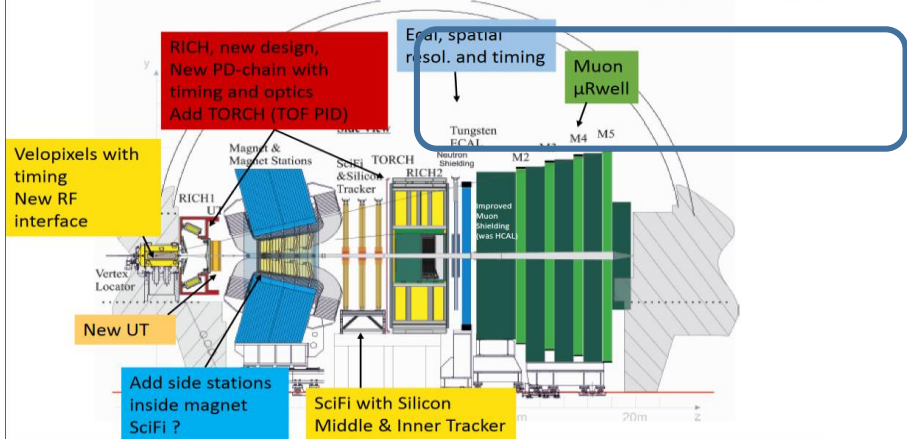 RICH, new design,
New PD-chain with
timing and optics
Add TORCH (TOF PID)
Ecal, spatial
resol. and timing
Muon
μRwell
Velopixels with
timing
New RF
interface
y
Side View
Magnet &
Magnet Stations
SciFi
&Silicon
Tracker
TORCH
RICH2
Tungsten
ECAL
Neutron
Shielding
M2
M3
M4
M5
RICH1
UT
Improved
Muon
Shielding
(was HCAL)
Vertex
Locator
New UT
Add side stations
inside magnet
SciFi ?
SciFi with Silicon
Middle & Inner Tracker
20m
z